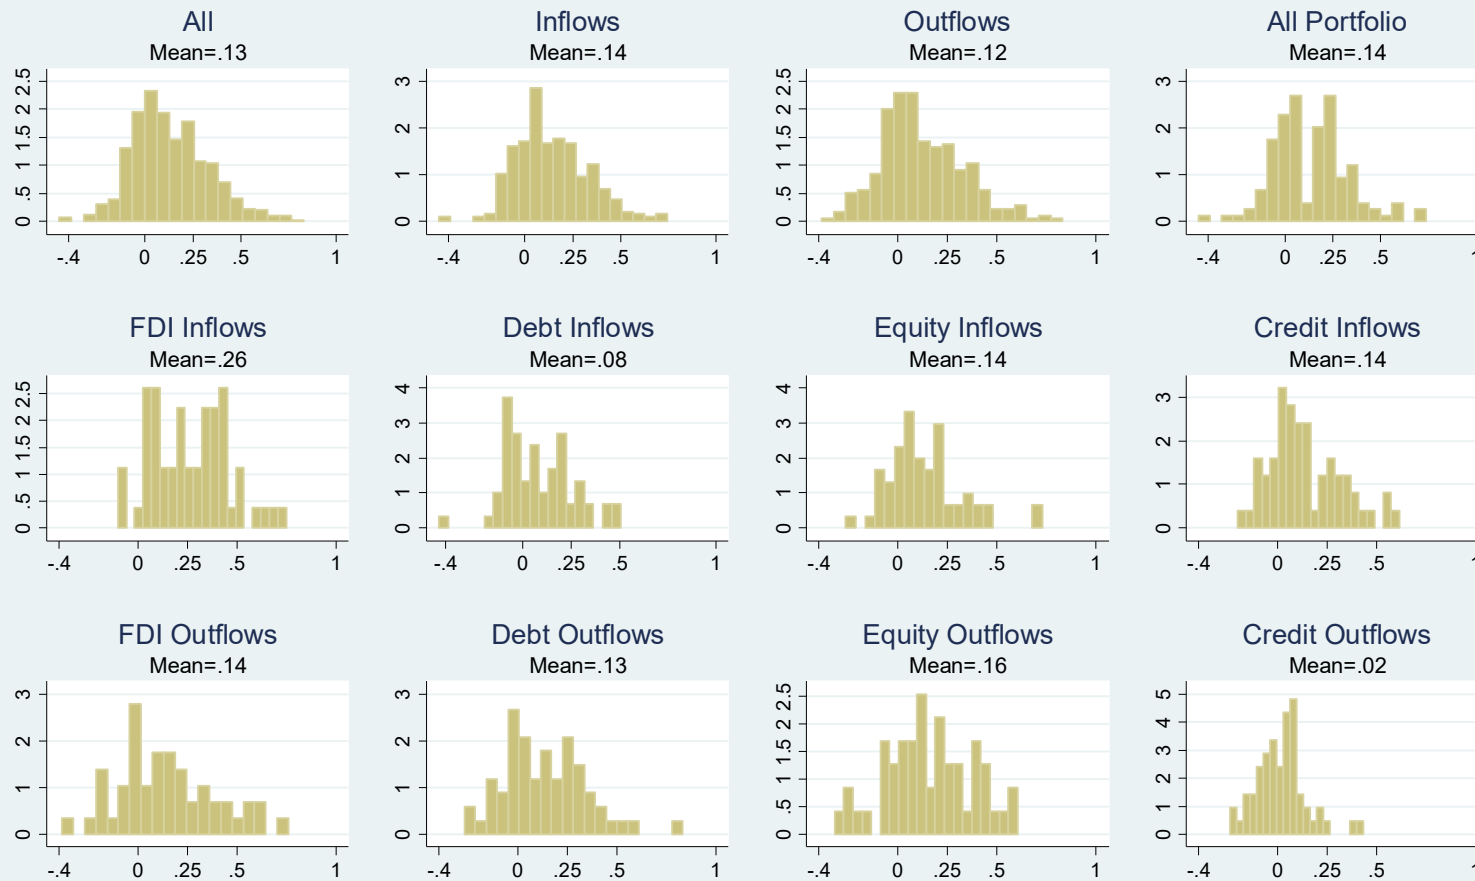 All
Mean=.13
0 .5 1 1.5 2 2.5
-.4 0 .25 .5 1
Inflows
Mean=.14
0 1 2 3
-.4 0 .25 .5 1
Outflows
Mean=.12
0 .5 1 1.5 2 2.5
-.4 0 .25 .5 1
All Portfolio
Mean=.14
0 1 2 3
-.4 0 .25 .5 1
FDI Inflows
Mean=.26
0 .5 1 1.5 2 2.5
-.4 0 .25 .5 1
Debt Inflows
Mean=.08
0 1 2 3 4
-.4 0 .25 .5 1
Equity Inflows
Mean=.14
0 1 2 3 4
-.4 0 .25 .5 1
Credit Inflows
Mean=.14
0 1 2 3
-.4 0 .25 .5 1
FDI Outflows
Mean=.14
0 1 2 3
-.4 0 .25 .5 1
Debt Outflows
Mean=.13
0 1 2 3
-.4 0 .25 .5 1
Equity Outflows
Mean=.16
0 .5 1 1.5 2 2.5
-.4 0 .25 .5 1
Credit Outflows
Mean=.02
0 1 2 3 4 5
-.4 0 .25 .5 1